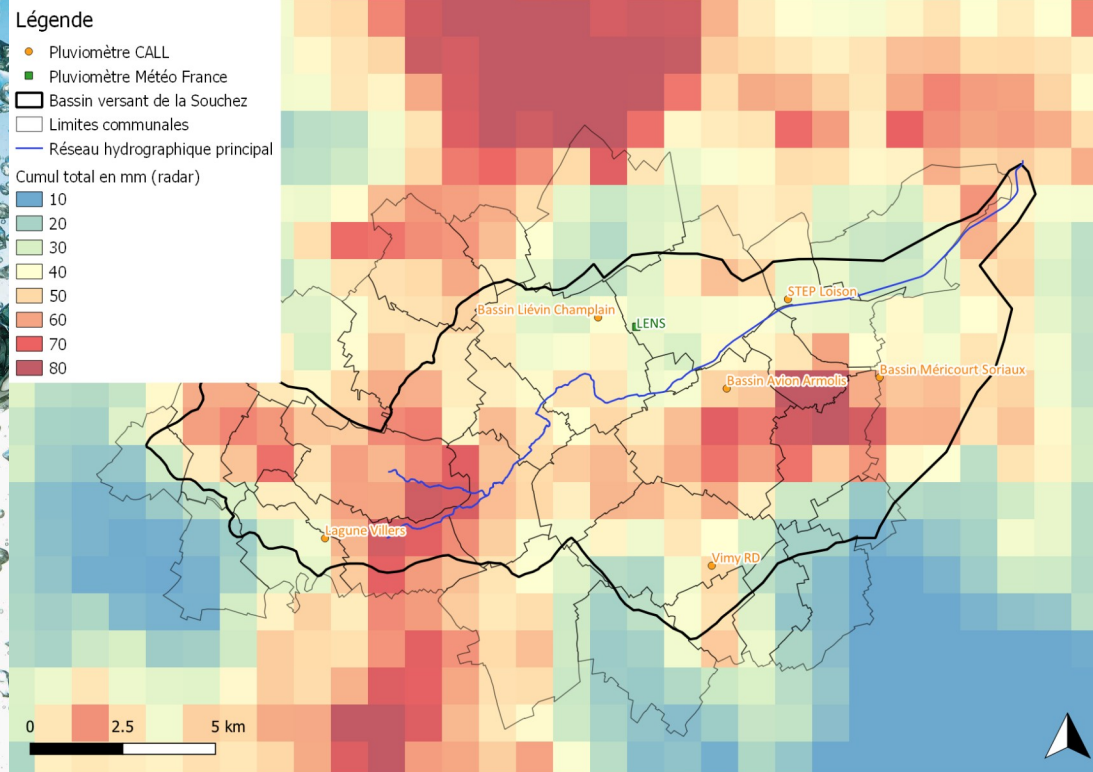 Légende
Pluviomètre CALL
Pluviomètre Météo France
Bassin versant de la Souchez
Limites communales
Réseau hydrographique principal
Cumul total en mm (radar)
10
20
30
40
50
60
70
80
STEP Loison
Bassin Liévin Champlain
LENS
Bassin Méricourt Soriaux
Bassin Avion Armolis
Lagune Villers
Vimy RD
0 2.5 5 km